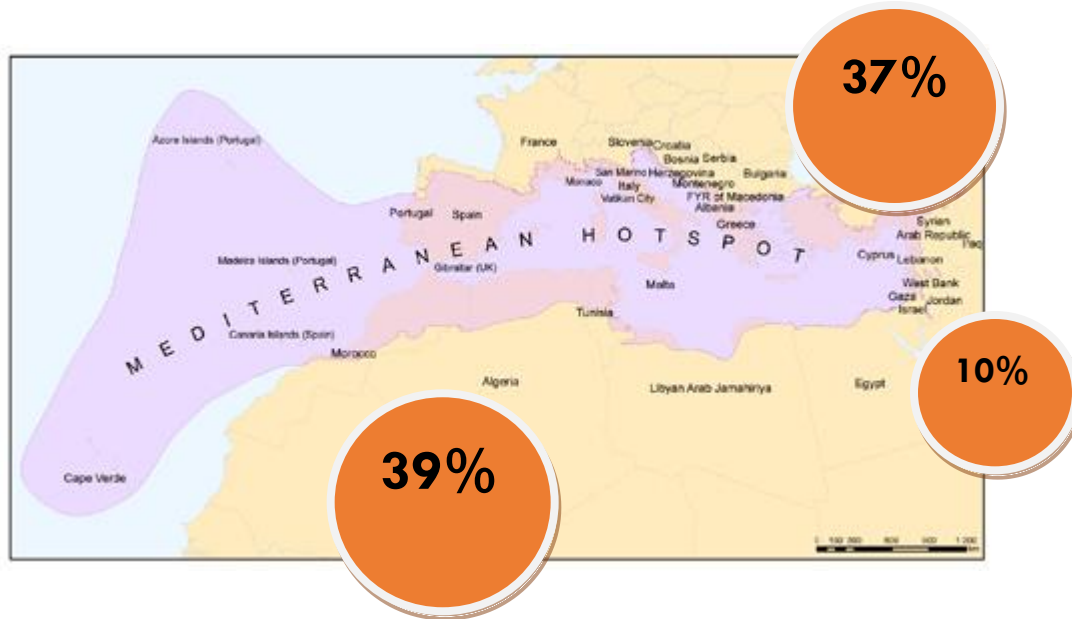 37%
France
Slovenia Croatia
Azore Islands (Portugal)
Bosnia Serbia
San Marino Herzegovina
Bulgaria
Monaco
Italy
Montenegro
Vatican City
FYR of Macedonia
Albania
Portugal
Spain
Greece
Syrian
Arab Republic
Iraq
MEDITERRANEAN HOTSPOT
Cyprus
Lebanon
Madeira Islands (Portugal)
Gibraltar (UK)
Malta
West Bank
Gaza
Jordan
Israel
Tunisia
Canaria Islands (Spain)
Morocco
10%
Algeria
Libyan Arab Jamahiriya
Egypt
39%
Cape Verde
km